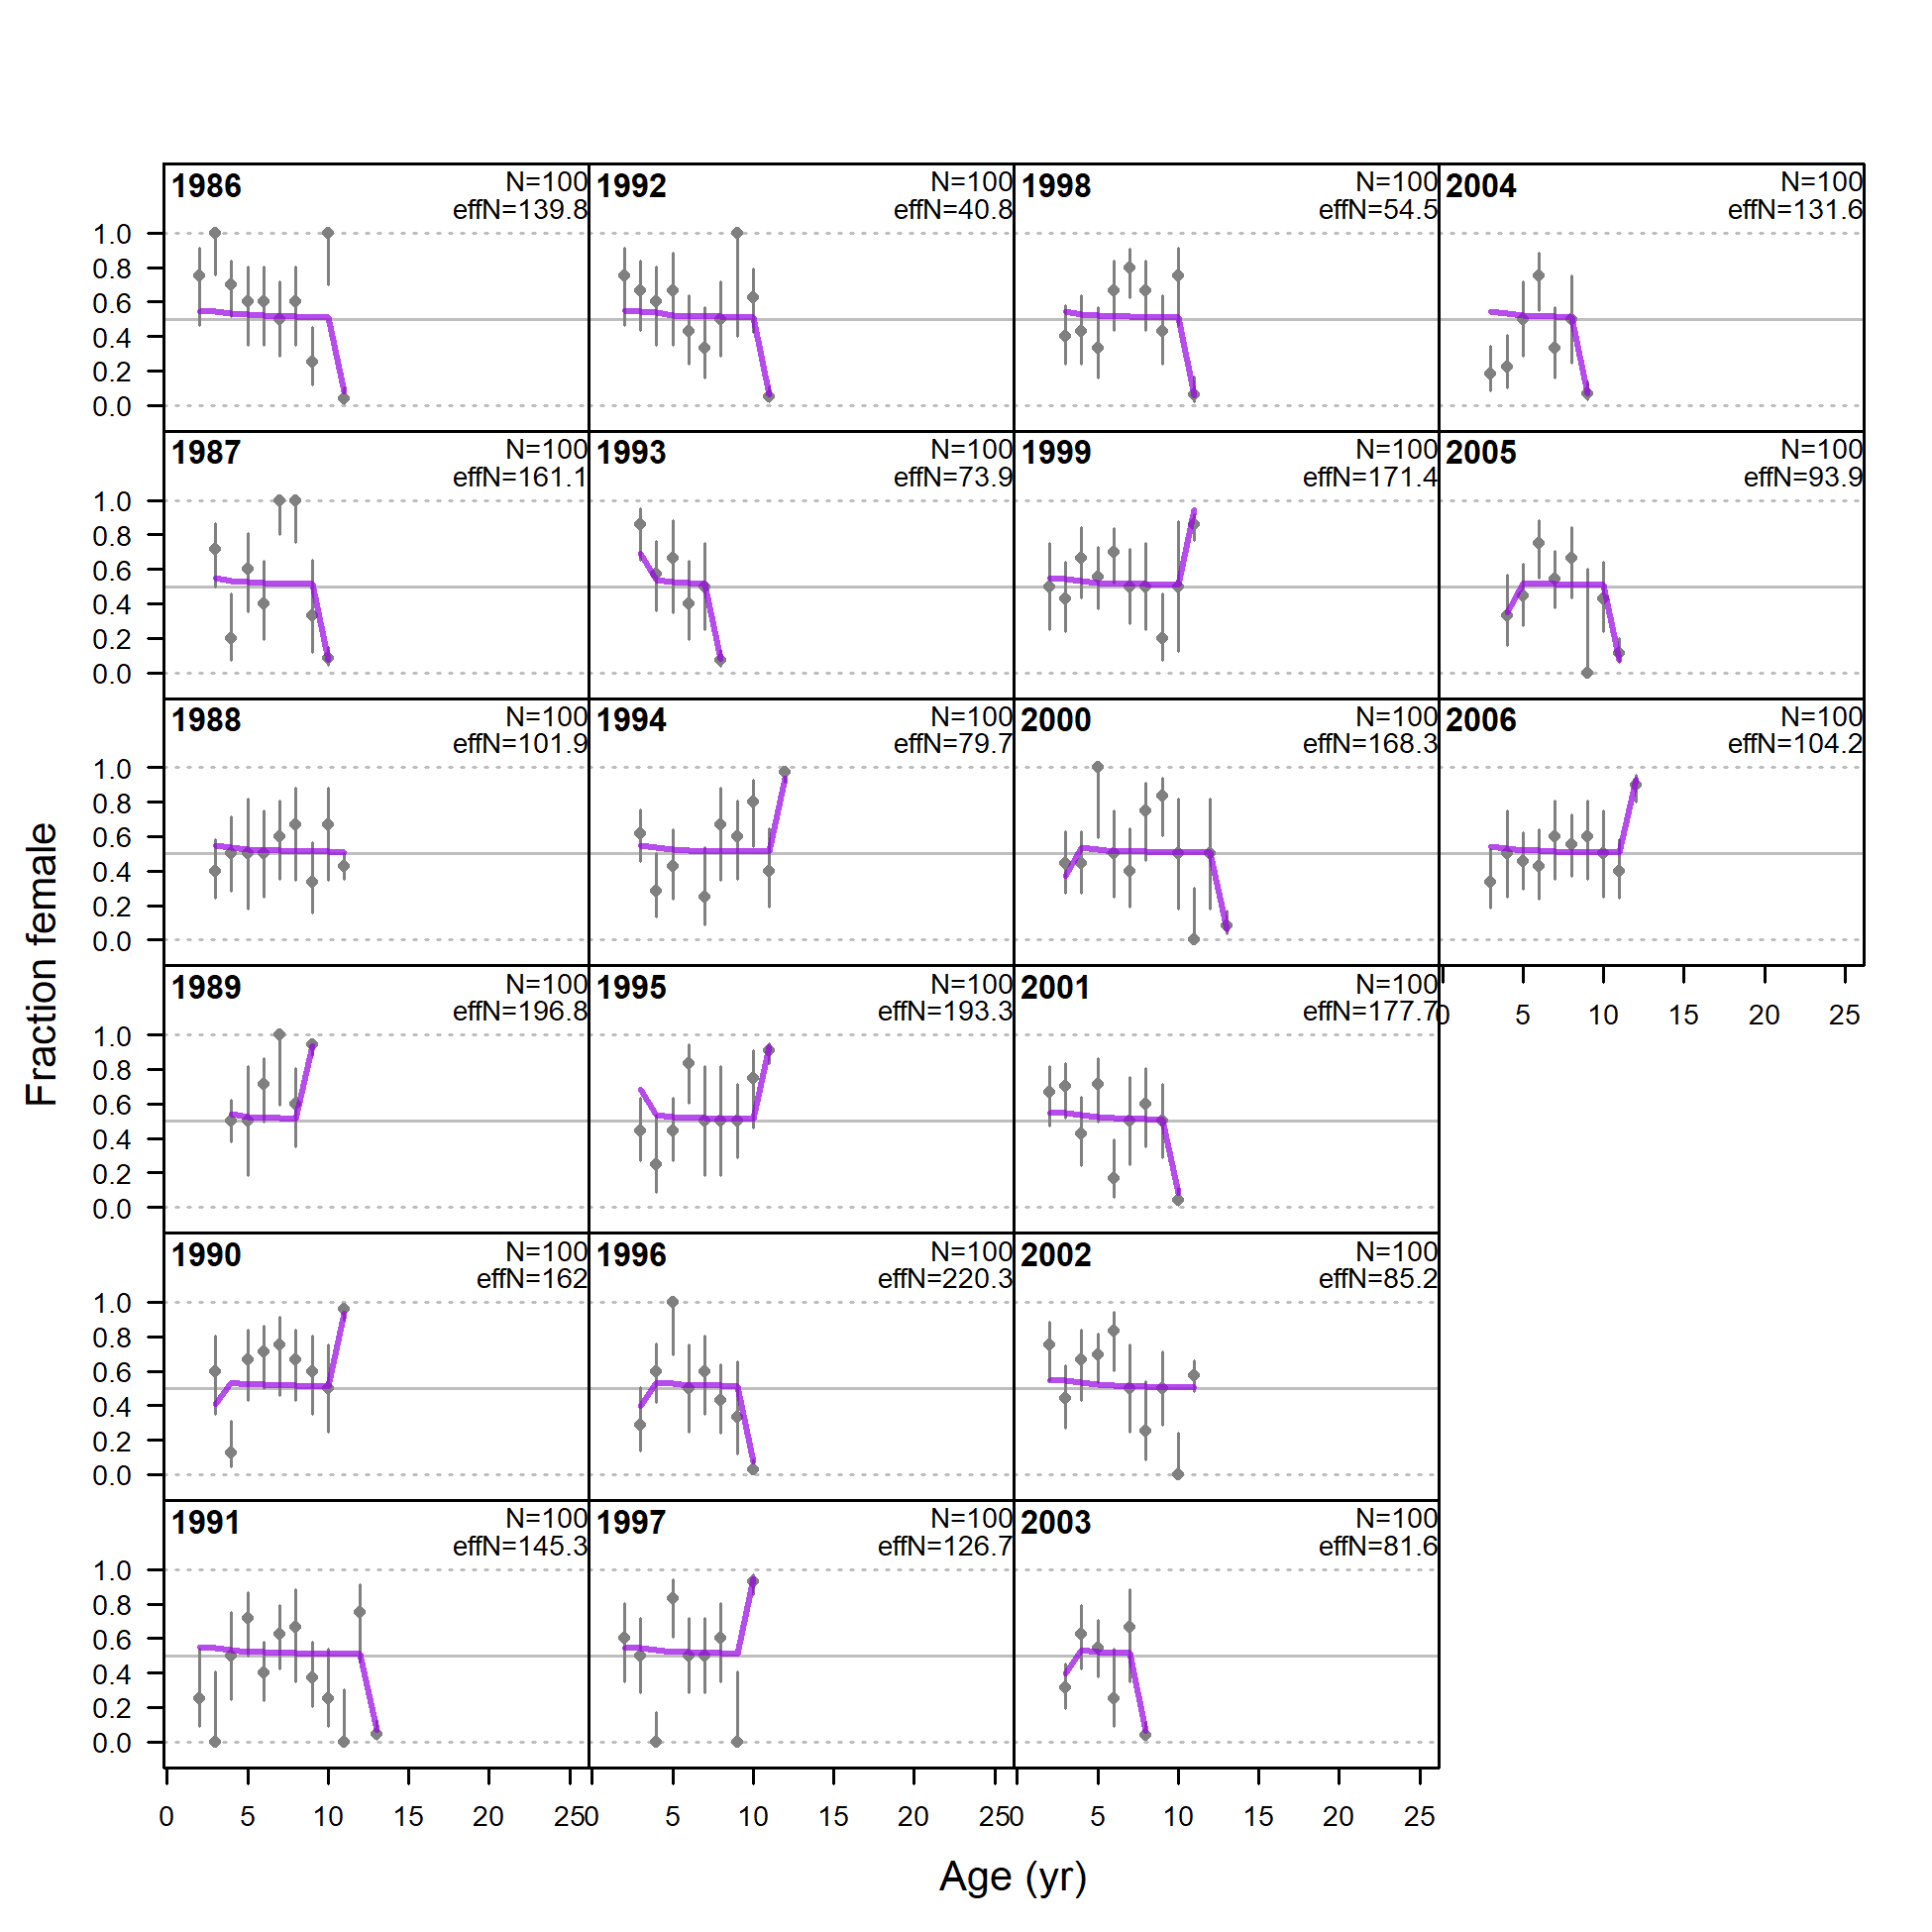 1986 N=100 1992 N=100 1998 N=100 2004 N=100
effN=139.8 effN=40.8 effN=54.5 effN=131.6
1.0
0.8
0.6
0.4
0.2
0.0
1987 N=100 1993 N=100 1999 N=100 2005 N=100
effN=161.1 effN=73.9 effN=171.4 effN=93.9
1.0
0.8
0.6
0.4
0.2
0.0
1988 N=100 1994 N=100 2000 N=100 2006 N=100
effN=101.9 effN=79.7 effN=168.3 effN=104.2
1.0
0.8
0.6
0.4
0.2
0.0
Fraction female
1989 N=100 1995 N=100 2001 N=100
effN=196.8 effN=193.3 effN=177.7
0 5 10 15 20 25
1.0
0.8
0.6
0.4
0.2
0.0
1990 N=100 1996 N=100 2002 N=100
effN=162 effN=220.3 effN=85.2
1.0
0.8
0.6
0.4
0.2
0.0
1991 N=100 1997 N=100 2003 N=100
effN=145.3 effN=126.7 effN=81.6
1.0
0.8
0.6
0.4
0.2
0.0
0 5 10 15 20 25 0 5 10 15 20 25 0 5 10 15 20 25
Age (yr)